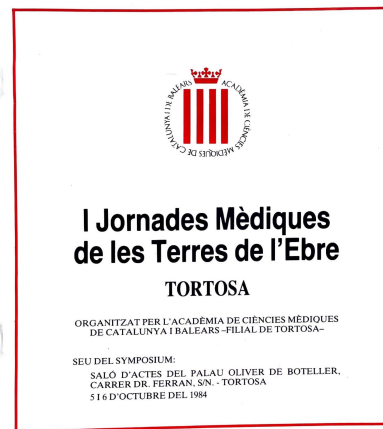 ACADÈMIA DE CIÈNCIES MÈDIQUES DE CATALUNYA I DE BALEARS
I Jornades Mèdiques
de les Terres de l'Ebre
TORTOSA
ORGANITZAT PER L'ACADÈMIA DE CIÈNCIES MÈDIQUES
DE CATALUNYA I BALEARS –FILIAL DE TORTOSA–
SEU DEL SYMPOSIUM:
SALÓ D'ACTES DEL PALAU OLIVER DE BOTELLER,
CARRER DR. FERRAN, S/N. - TORTOSA
5 I 6 D'OCTUBRE DEL 1984